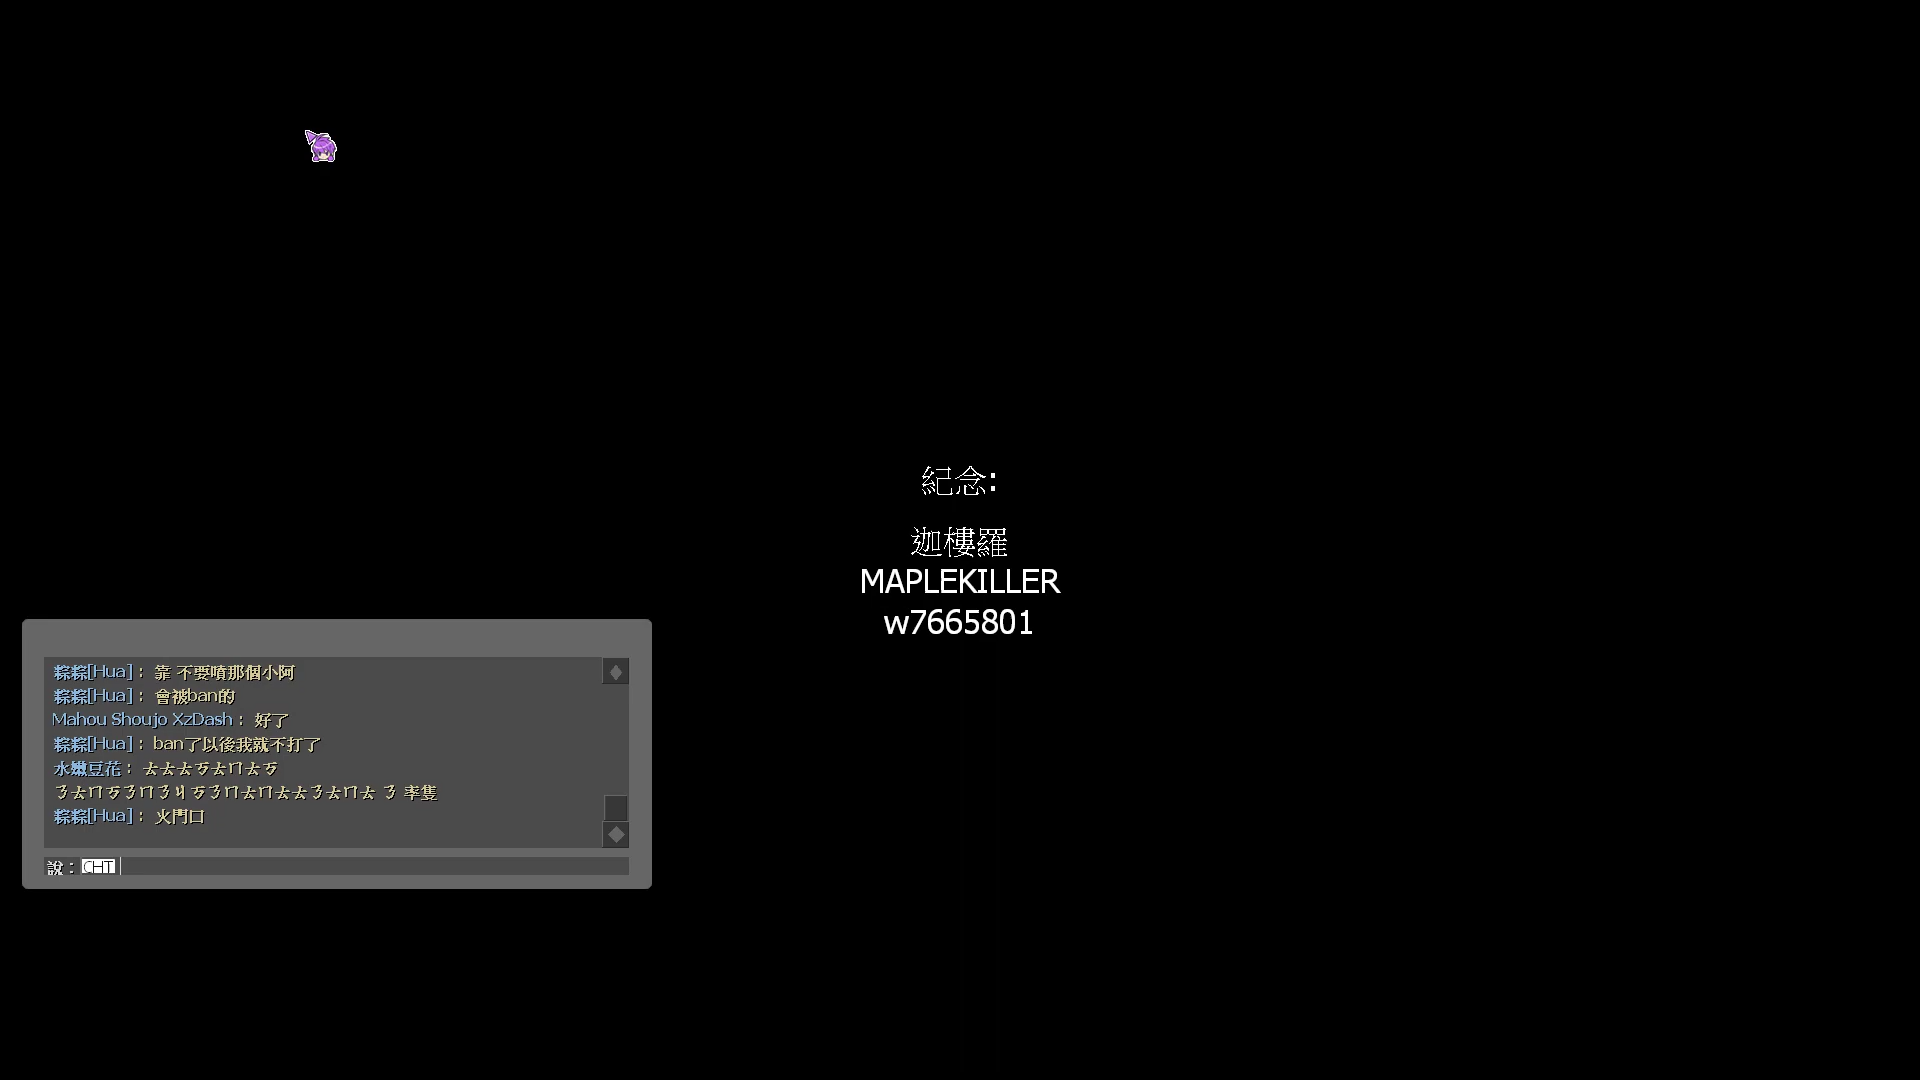 紀念:
迦樓羅
MAPLEKILLER
w7665801
粽粽[Hua]： 靠 不要噴那個小阿
粽粽[Hua]： 會被ban的
Mahou Shoujo XzDash： 好了
粽粽[Hua]： ban了以後我就不打了
水嫩豆花： ㄊㄊㄊㄎㄊㄇㄊㄎ
ㄋㄊㄇㄎㄋㄇㄋㄐㄎㄋㄇㄊㄇㄊㄊㄋㄊㄇㄊ ㄋ 宰隻
粽粽[Hua]： 火門口
說： CHT